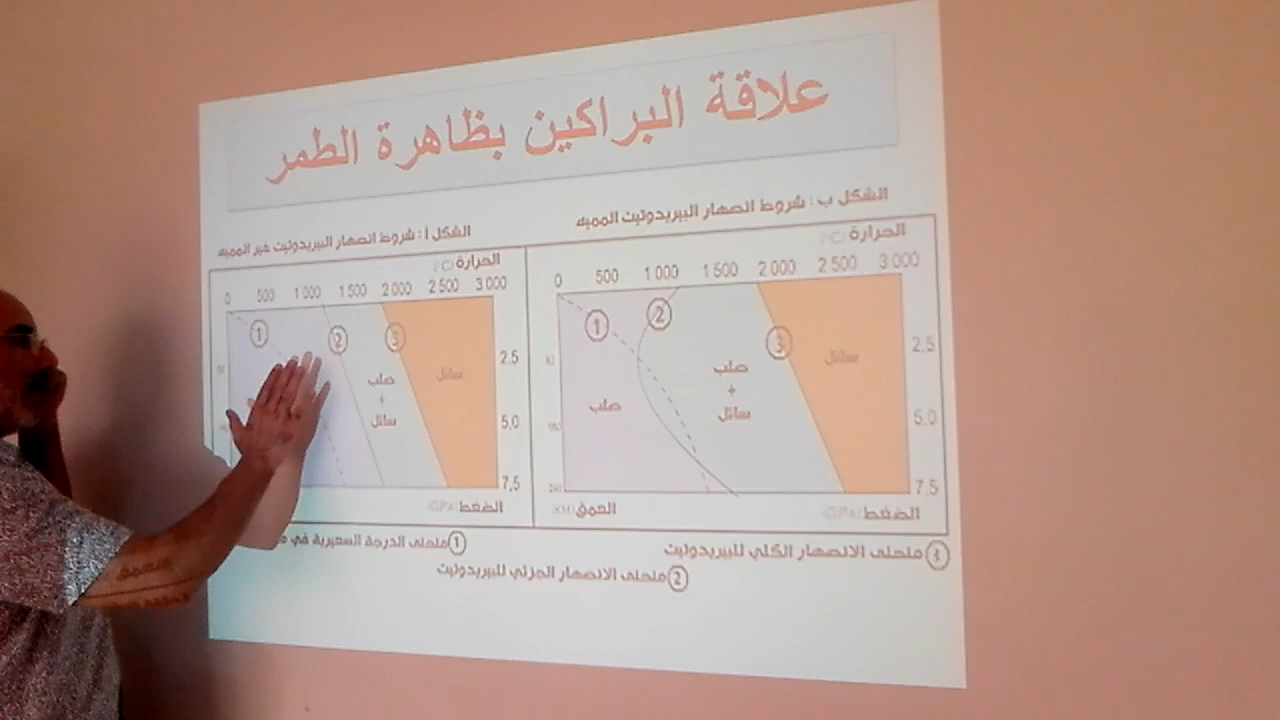 علاقة البراكين بظاهرة الطمر
الشكل ب : شروط انصهار البيريدوتيت المميه
الشكل أ : شروط انصهار البيريدوتيت غير المميه
الحرارة (°C)
0 500 1 000 1 500 2 000 2 500 3 000
1 2 3
صلب
صلب
+
سائل
سائل
80
160
240
2,5
5,0
7,5
العمق (KM)
الضغط (GPa)
الحرارة (°C)
0 500 1 000 1 500 2 000 2 500 3 000
1 2 3
صلب
+
سائل
سائل
2,5
5,0
7,5
الضغط (GPa)
3 منحنى الانصهار الكلي للبيريدوتيت
1 منحنى الدرجة السعيرية في
2 منحنى الانصهار الجزئي للبيريدوتيت
العمق